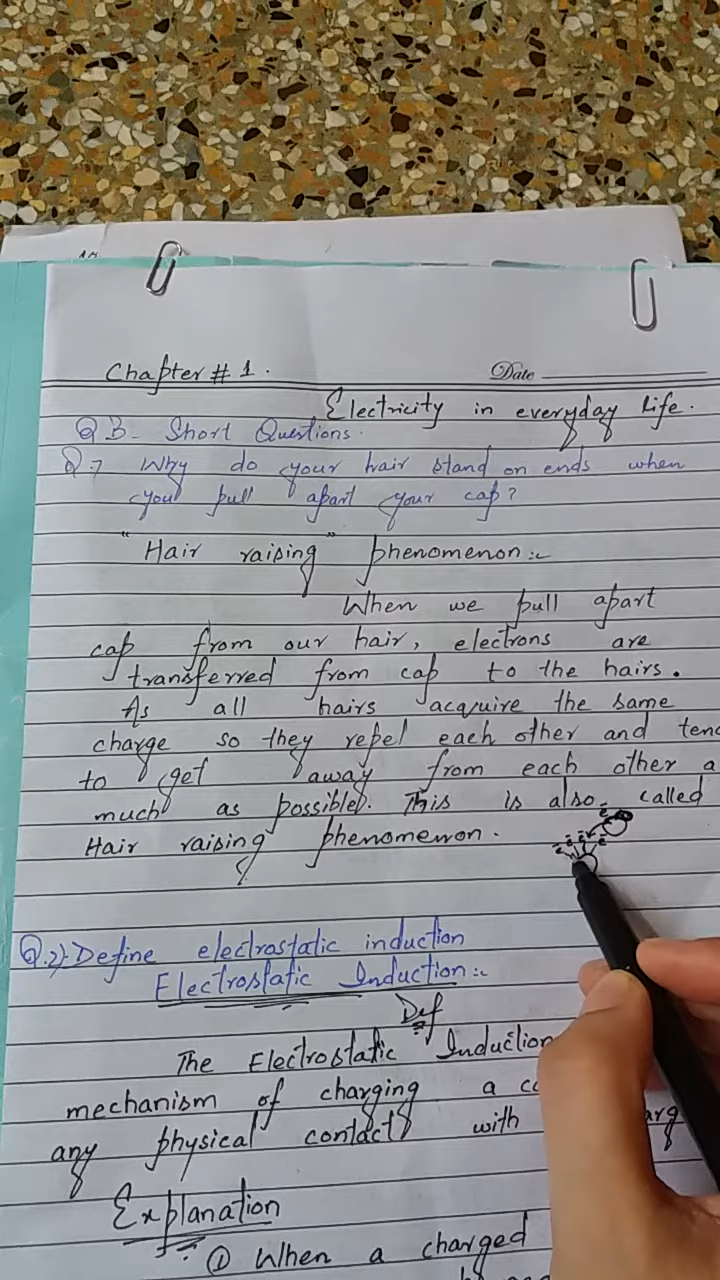 Chapter # 1.
Date
Electricity in everyday life.
Q B- Short Questions.
Q.1 Why do your hair stand on ends when
you pull apart your cap?
"Hair raising" phenomenon:-
When we pull apart
cap from our hair, electrons are
transferred from cap to the hairs.
As all hairs acquire the same
charge so they repel each other and tend
to get away from each other a
much as possible. This is also called
Hair raising phenomenon.
Q.2) Define electrostatic induction
Electrostatic Induction:-
Def
The Electrostatic Induction
mechanism of charging a co
any physical contact with arg
Explanation
① When a charged